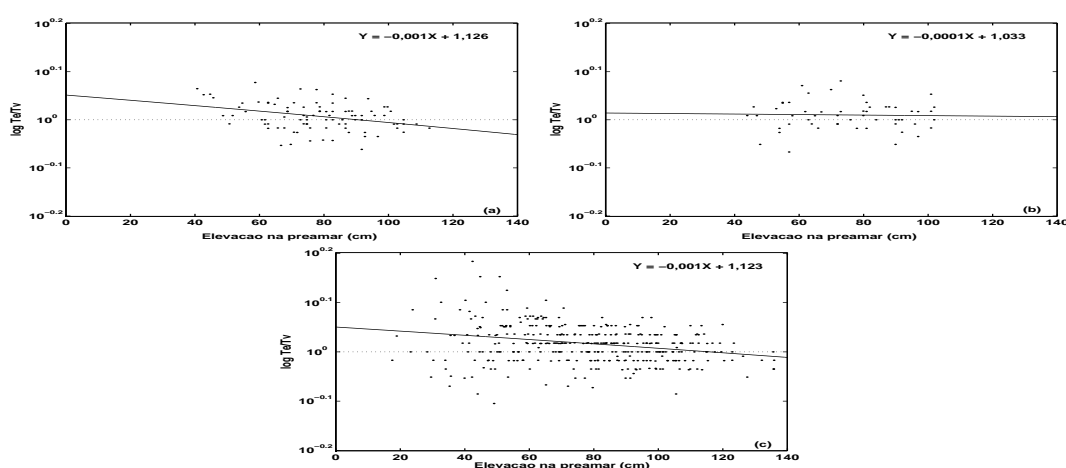 10^0.2
Y = −0,001X + 1,126
10^0.1
log Te/Tv
10^0
10^−0.1
10^−0.2
(a)
0 20 40 60 80 100 120 140
Elevacao na preamar (cm)
10^0.2
Y = −0,0001X + 1,033
10^0.1
log Te/Tv
10^0
10^−0.1
10^−0.2
(b)
0 20 40 60 80 100 120 140
Elevacao na preamar (cm)
10^0.2
Y = −0,001X + 1,123
10^0.1
log Te/Tv
10^0
10^−0.1
10^−0.2
(c)
0 20 40 60 80 100 120 140
Elevacao na preamar (cm)